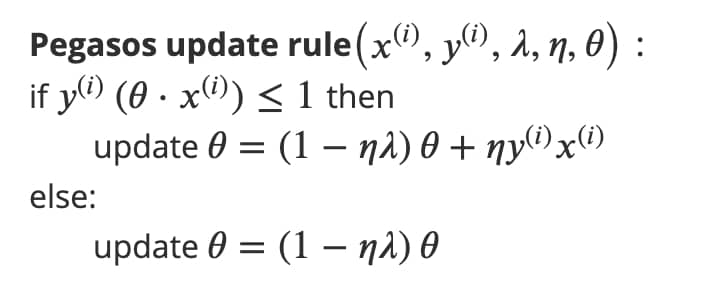 Pegasos update rule(x⁽ⁱ⁾, y⁽ⁱ⁾, λ, η, θ) :
if y⁽ⁱ⁾ (θ · x⁽ⁱ⁾) ≤ 1 then
update θ = (1 − ηλ) θ + ηy⁽ⁱ⁾x⁽ⁱ⁾
else:
update θ = (1 − ηλ) θ